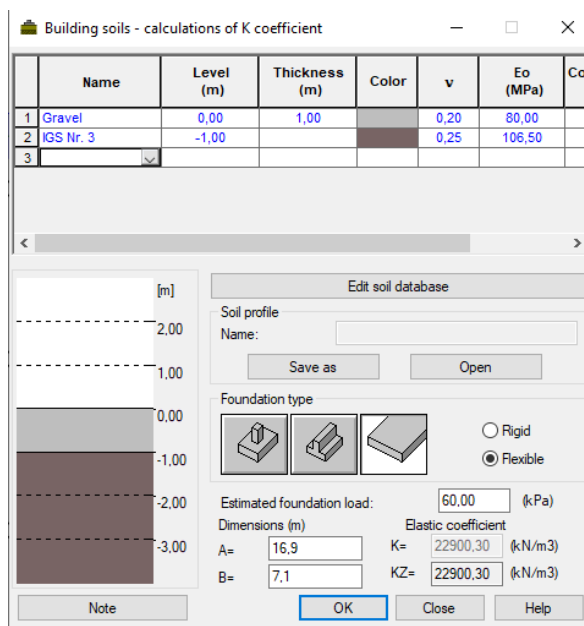 Building soils - calculations of K coefficient
Name Level (m) Thickness (m) Color ν Eo (MPa) Co
1 Gravel 0,00 1,00 0,20 80,00
2 IGS Nr. 3 -1,00 0,25 106,50
3
[m]
2,00
1,00
0,00
-1,00
-2,00
-3,00
Edit soil database
Soil profile
Name:
Save as Open
Foundation type
Rigid
Flexible
Estimated foundation load: 60,00 (kPa)
Dimensions (m) Elastic coefficient
A= 16,9 K= 22900,30 (kN/m3)
B= 7,1 KZ= 22900,30 (kN/m3)
Note OK Close Help